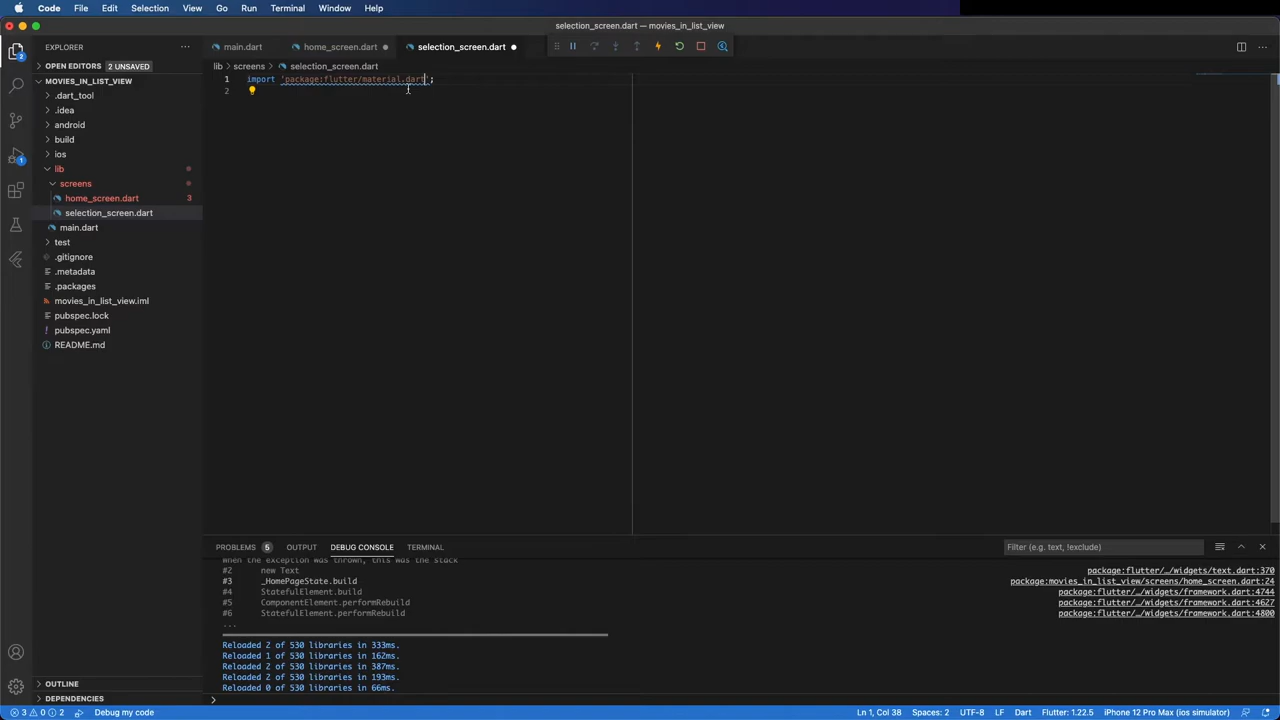 Code File Edit Selection View Go Run Terminal Window Help
selection_screen.dart — movies_in_list_view
EXPLORER
main.dart
home_screen.dart
selection_screen.dart
OPEN EDITORS 2 UNSAVED
lib > screens > selection_screen.dart
MOVIES_IN_LIST_VIEW
.dart_tool
.idea
android
build
ios
lib
screens
home_screen.dart 3
selection_screen.dart
main.dart
test
.gitignore
.metadata
.packages
movies_in_list_view.iml
pubspec.lock
pubspec.yaml
README.md
OUTLINE
DEPENDENCIES
2
1
1 import 'package:flutter/material.dart';
2
PROBLEMS 5 OUTPUT DEBUG CONSOLE TERMINAL
Filter (e.g. text, !exclude)
When the exception was thrown, this was the stack
#2 new Text package:flutter/…/widgets/text.dart:370
#3 _HomePageState.build package:movies_in_list_view/screens/home_screen.dart:24
#4 StatefulElement.build package:flutter/…/widgets/framework.dart:4744
#5 ComponentElement.performRebuild package:flutter/…/widgets/framework.dart:4627
#6 StatefulElement.performRebuild package:flutter/…/widgets/framework.dart:4800
...
Reloaded 2 of 530 libraries in 333ms.
Reloaded 1 of 530 libraries in 162ms.
Reloaded 2 of 530 libraries in 387ms.
Reloaded 2 of 530 libraries in 193ms.
Reloaded 0 of 530 libraries in 66ms.
3 0 2 Debug my code
Ln 1, Col 38 Spaces: 2 UTF-8 LF Dart Flutter: 1.22.5 iPhone 12 Pro Max (ios simulator)